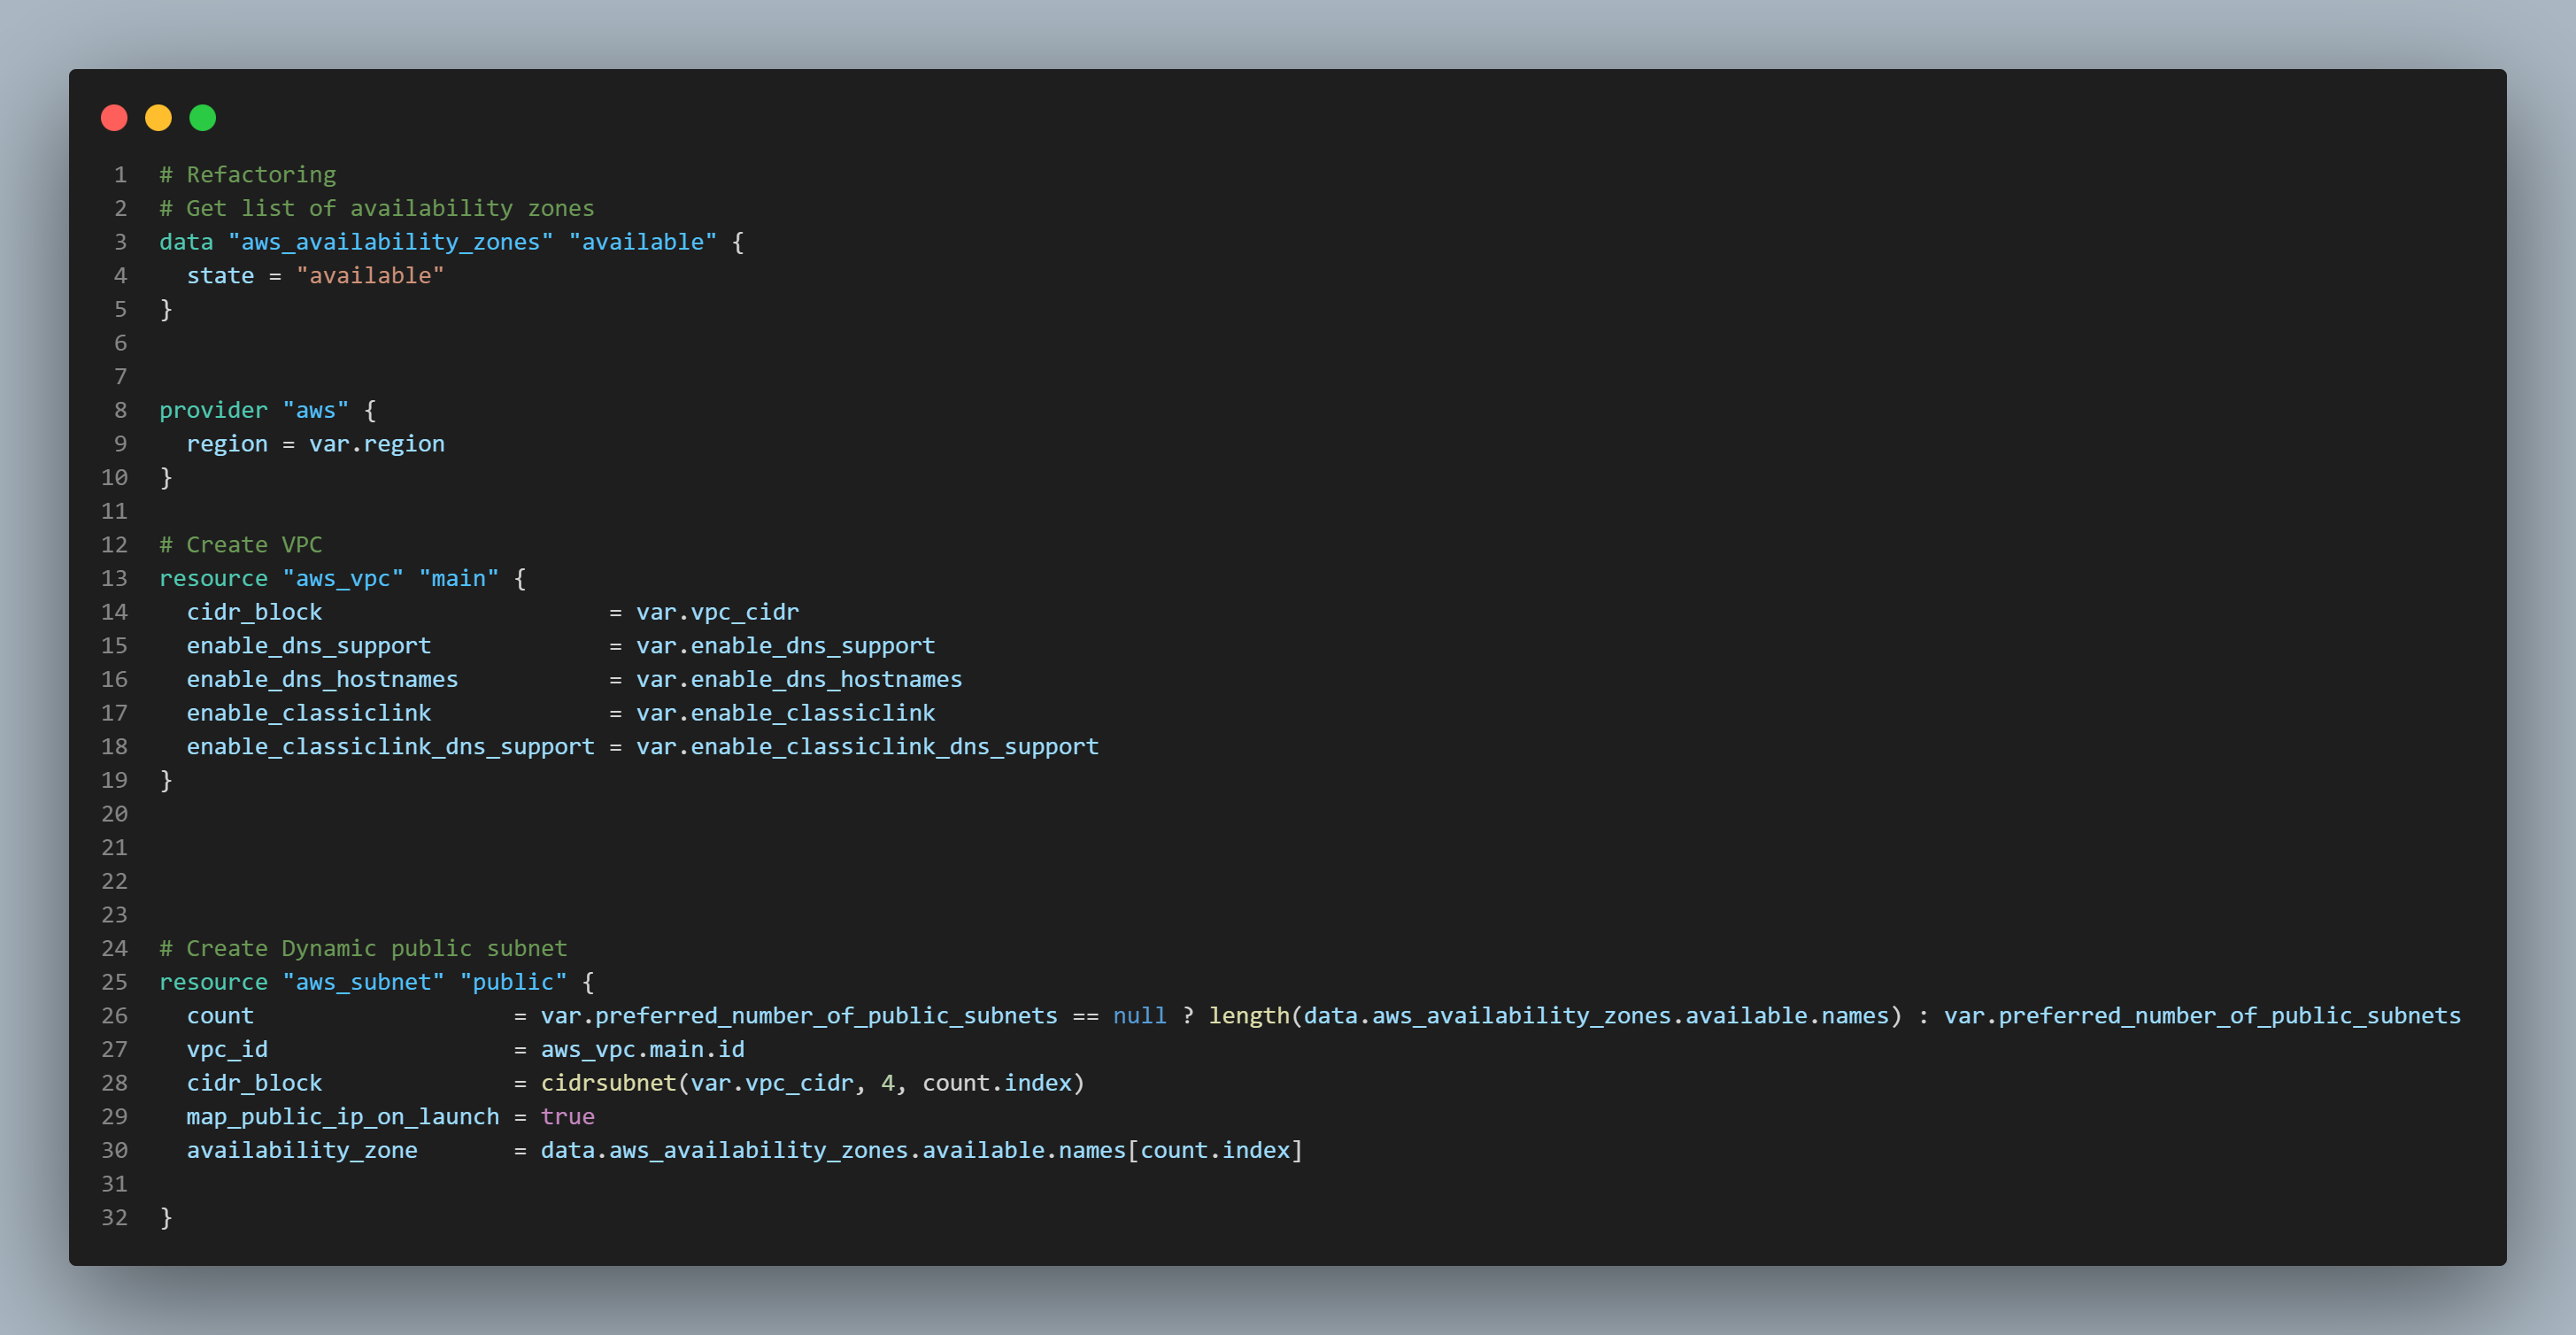 1 # Refactoring
2 # Get list of availability zones
3 data "aws_availability_zones" "available" {
4   state = "available"
5 }
6
7
8 provider "aws" {
9   region = var.region
10 }
11
12 # Create VPC
13 resource "aws_vpc" "main" {
14   cidr_block                     = var.vpc_cidr
15   enable_dns_support             = var.enable_dns_support
16   enable_dns_hostnames           = var.enable_dns_hostnames
17   enable_classiclink             = var.enable_classiclink
18   enable_classiclink_dns_support = var.enable_classiclink_dns_support
19 }
20
21
22
23
24 # Create Dynamic public subnet
25 resource "aws_subnet" "public" {
26   count                   = var.preferred_number_of_public_subnets == null ? length(data.aws_availability_zones.available.names) : var.preferred_number_of_public_subnets
27   vpc_id                  = aws_vpc.main.id
28   cidr_block              = cidrsubnet(var.vpc_cidr, 4, count.index)
29   map_public_ip_on_launch = true
30   availability_zone       = data.aws_availability_zones.available.names[count.index]
31
32 }